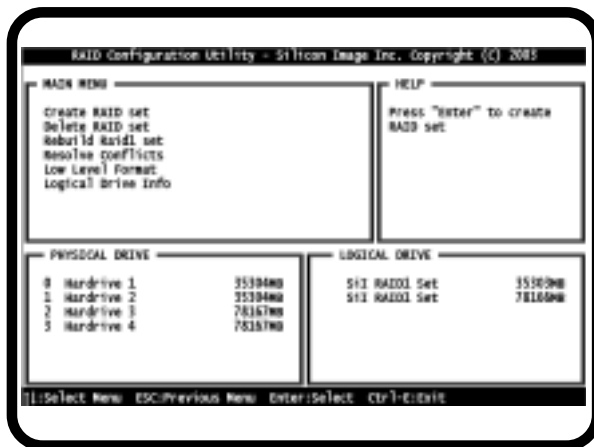 RAID Configuration Utility - Silicon Image Inc. Copyright (C) 2003
MAIN MENU
Create RAID set
Delete RAID set
Rebuild Raid1 set
Resolve Conflicts
Low Level Format
Logical Drive Info
HELP
Press "Enter" to create
RAID set
PHYSICAL DRIVE
0 Hardrive 1 35304MB
1 Hardrive 2 35304MB
2 Hardrive 3 78167MB
3 Hardrive 4 78167MB
LOGICAL DRIVE
SiI RAID1 Set 35303MB
SiI RAID1 Set 78166MB
↑↓:Select Menu ESC:Previous Menu Enter:Select Ctrl-E:Exit